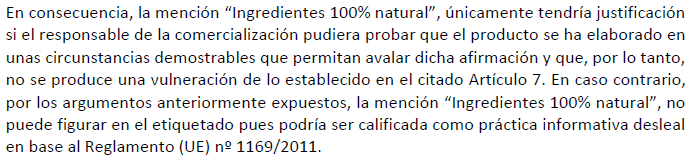 En consecuencia, la mención “Ingredientes 100% natural”, únicamente tendría justificación
si el responsable de la comercialización pudiera probar que el producto se ha elaborado en
unas circunstancias demostrables que permitan avalar dicha afirmación y que, por lo tanto,
no se produce una vulneración de lo establecido en el citado Artículo 7. En caso contrario,
por los argumentos anteriormente expuestos, la mención “Ingredientes 100% natural”, no
puede figurar en el etiquetado pues podría ser calificada como práctica informativa desleal
en base al Reglamento (UE) nº 1169/2011.